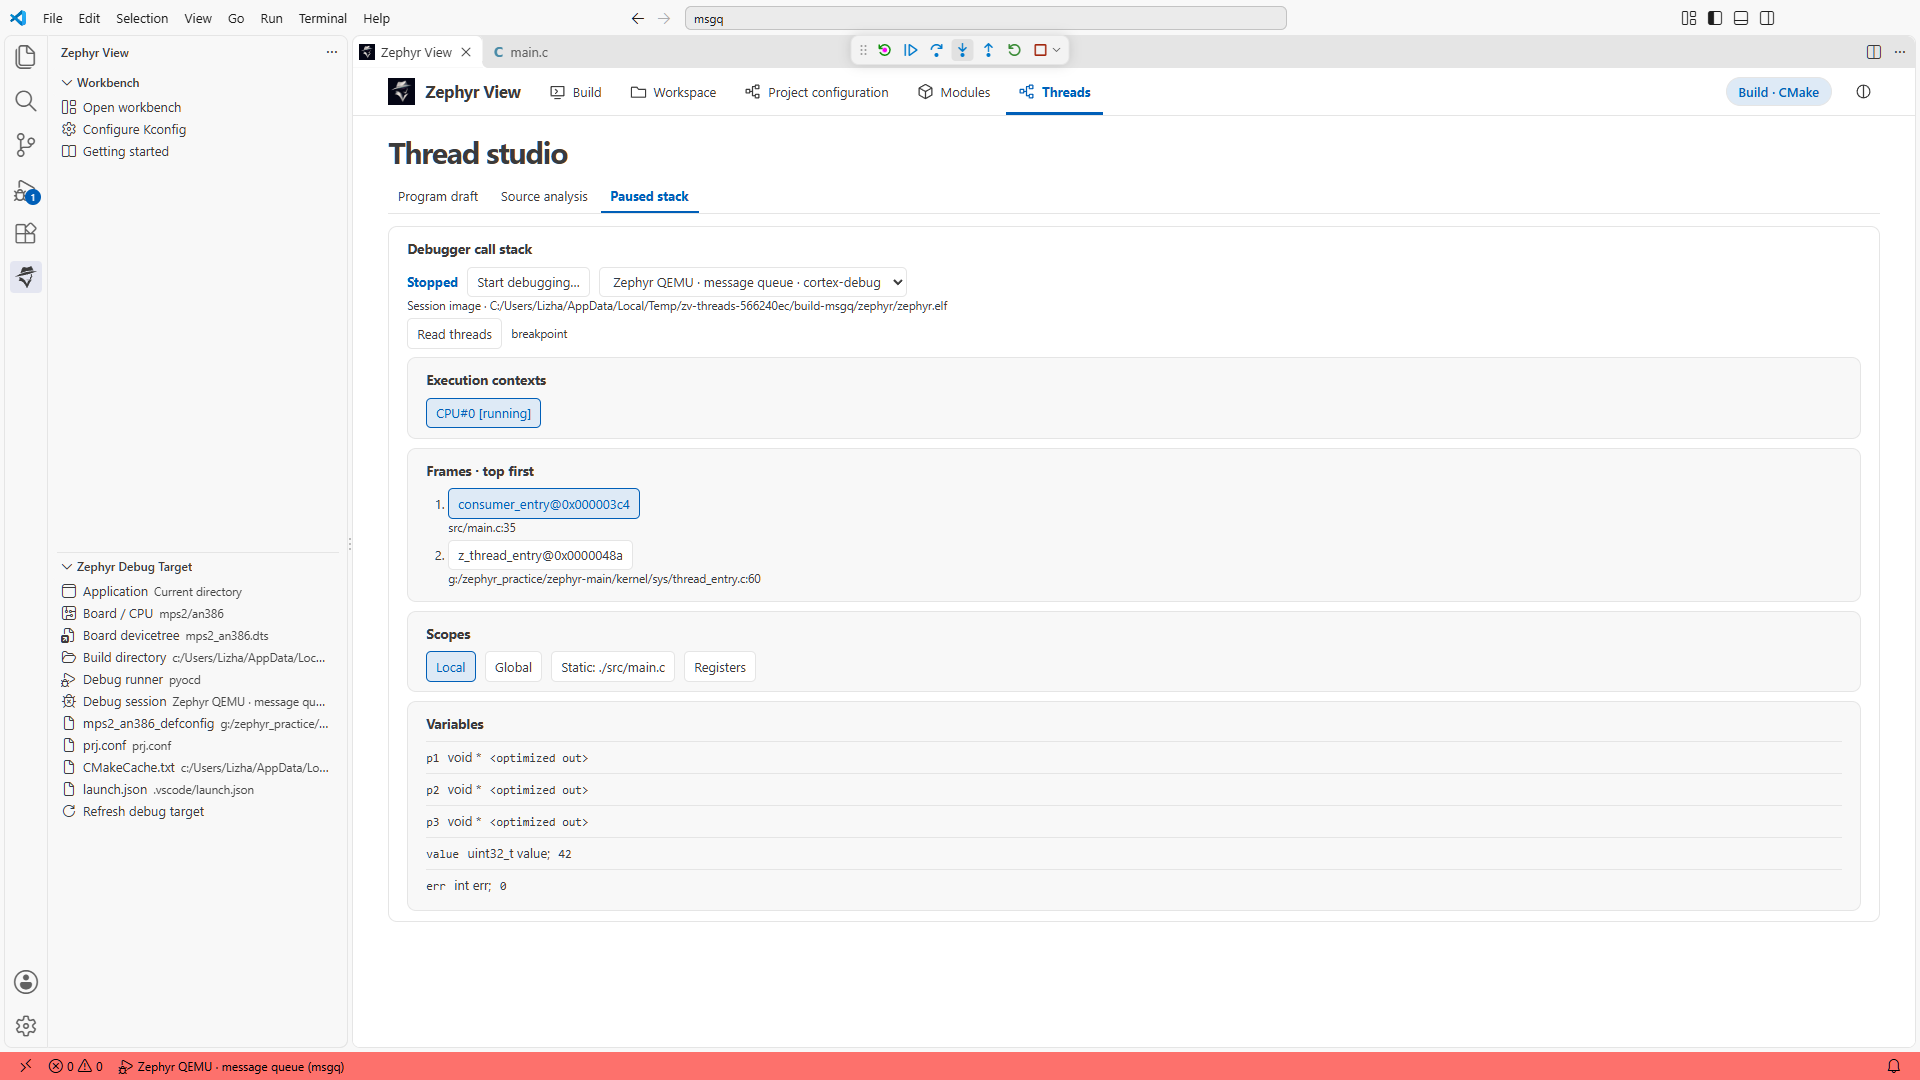 File Edit Selection View Go Run Terminal Help
msgq
Zephyr View
Zephyr View
main.c
Workbench
Open workbench
Configure Kconfig
Getting started
1
Zephyr View
Build
Workspace
Project configuration
Modules
Threads
Build · CMake
Thread studio
Program draft
Source analysis
Paused stack
Debugger call stack
Stopped
Start debugging...
Zephyr QEMU · message queue · cortex-debug
Session image · C:/Users/Lizha/AppData/Local/Temp/zv-threads-566240ec/build-msgq/zephyr/zephyr.elf
Read threads
breakpoint
Execution contexts
CPU#0 [running]
Frames · top first
1. consumer_entry@0x000003c4
src/main.c:35
2. z_thread_entry@0x0000048a
g:/zephyr_practice/zephyr-main/kernel/sys/thread_entry.c:60
Scopes
Local
Global
Static: ./src/main.c
Registers
Variables
p1 void * <optimized out>
p2 void * <optimized out>
p3 void * <optimized out>
value uint32_t value; 42
err int err; 0
Zephyr Debug Target
Application Current directory
Board / CPU mps2/an386
Board devicetree mps2_an386.dts
Build directory c:/Users/Lizha/AppData/Loc...
Debug runner pyocd
Debug session Zephyr QEMU · message qu...
mps2_an386_defconfig g:/zephyr_practice/...
prj.conf prj.conf
CMakeCache.txt c:/Users/Lizha/AppData/Lo...
launch.json .vscode/launch.json
Refresh debug target
0 0 Zephyr QEMU · message queue (msgq)